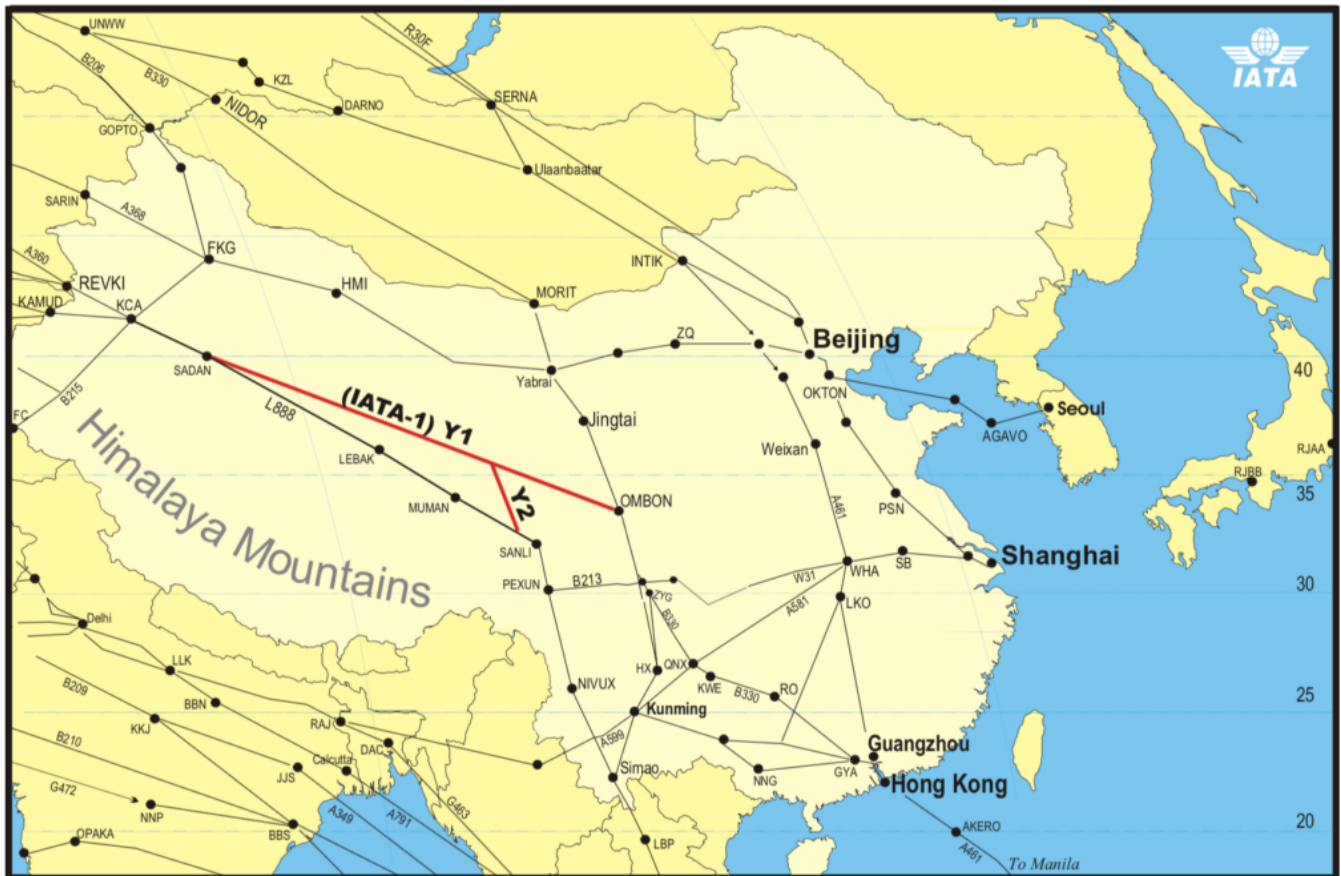 UNWW
B206
B330
KZL
NIDOR
DARNO
R30F
SERNA
IATA
GOPTO
Ulaanbaatar
SARIN
A368
FKG
A360
REVKI
HMI
INTIK
KAMUD
KCA
MORIT
ZQ
Beijing
SADAN
Yabrai
OKTON
40
B215
L888
(IATA-1) Y1
Jingtai
AGAVO
Seoul
FC
Himalaya Mountains
LEBAK
Weixan
RJAA
RJBB
35
MUMAN
Y2
OMBON
A461
PSN
SANLI
Shanghai
PEXUN
B213
ZYG
W31
WHA
SB
30
A581
LKO
Delhi
B330
LLK
HX
QNX
KWE
B330
RO
NIVUX
B209
BBN
KKJ
RAJ
Kunming
25
B210
DAC
A599
Guangzhou
Calcutta
JJS
Simao
NNG
GYA
Hong Kong
G472
NNP
A349
A791
G463
OPAKA
BBS
LBP
AKERO
20
A461
To Manila